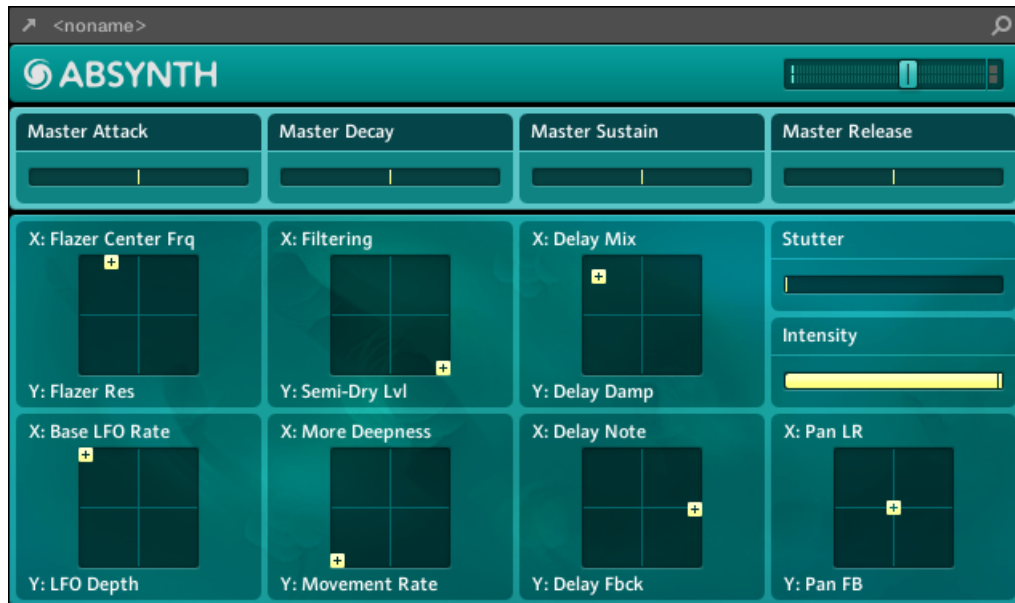 <noname>
ABSYNTH
Master Attack
Master Decay
Master Sustain
Master Release
X: Flazer Center Frq
Y: Flazer Res
X: Filtering
Y: Semi-Dry Lvl
X: Delay Mix
Y: Delay Damp
Stutter
Intensity
X: Base LFO Rate
Y: LFO Depth
X: More Deepness
Y: Movement Rate
X: Delay Note
Y: Delay Fbck
X: Pan LR
Y: Pan FB